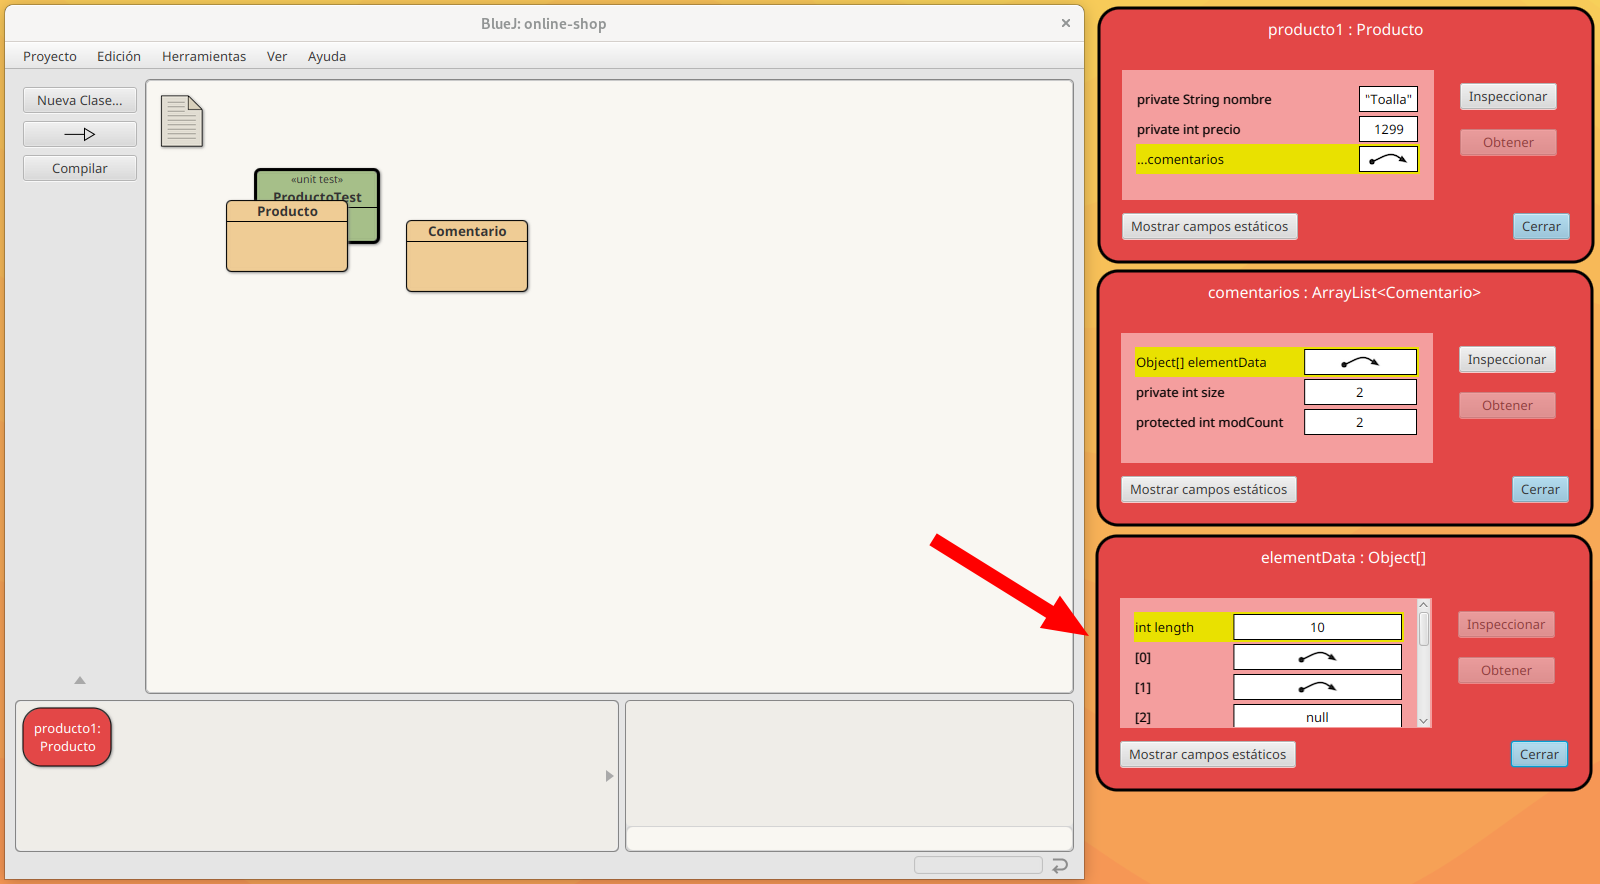 BlueJ: online-shop
×
Proyecto Edición Herramientas Ver Ayuda
Nueva Clase...
Compilar
«unit test»
ProductoTest
Producto
Comentario
producto1:
Producto
producto1 : Producto
private String nombre "Toalla"
private int precio 1299
...comentarios
Inspeccionar
Obtener
Mostrar campos estáticos
Cerrar
comentarios : ArrayList<Comentario>
Object[] elementData
private int size 2
protected int modCount 2
Inspeccionar
Obtener
Mostrar campos estáticos
Cerrar
elementData : Object[]
int length 10
[0]
[1]
[2] null
Inspeccionar
Obtener
Mostrar campos estáticos
Cerrar